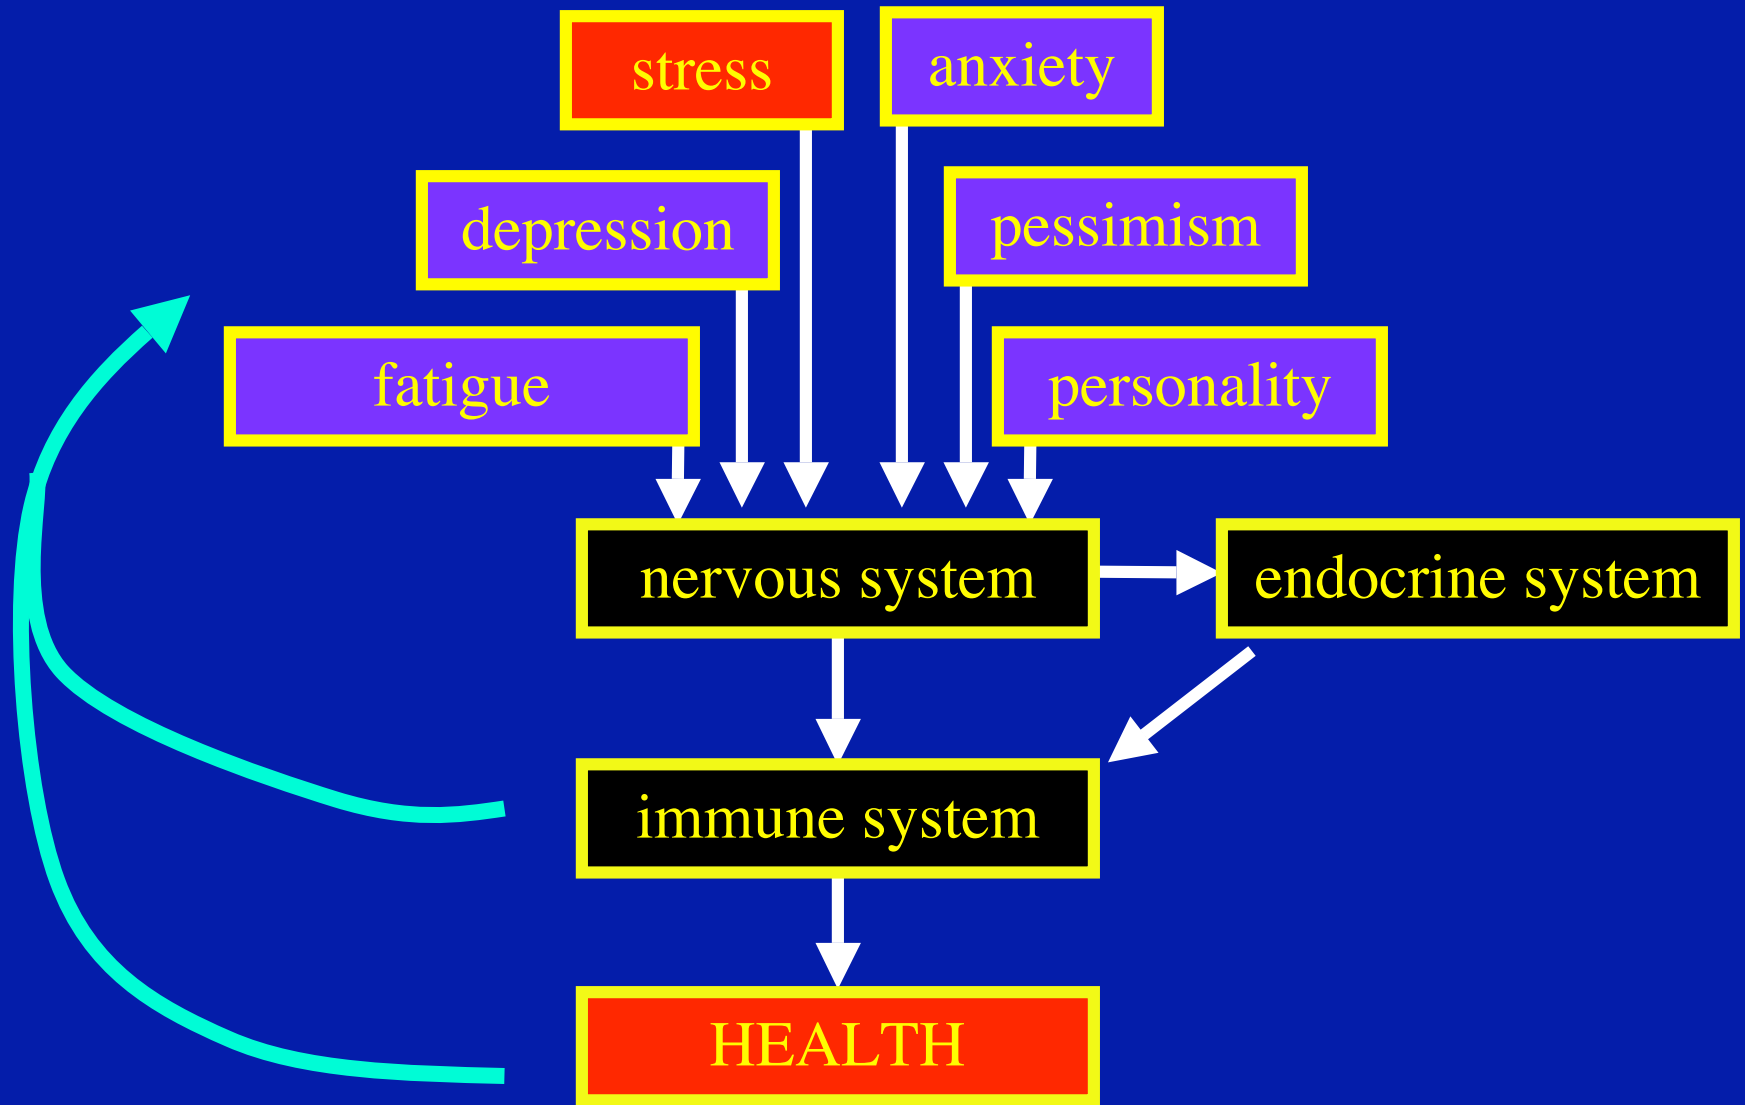 stress
anxiety
depression
pessimism
fatigue
personality
nervous system
endocrine system
immune system
HEALTH